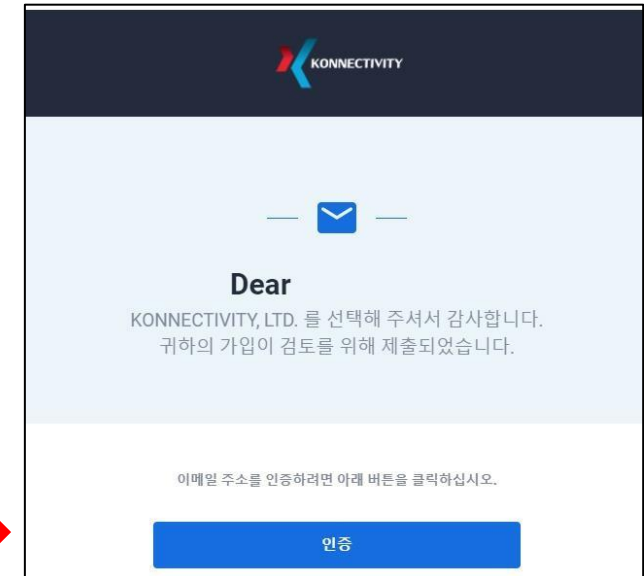 KONNECTIVITY
Dear
KONNECTIVITY, LTD. 를 선택해 주셔서 감사합니다.
귀하의 가입이 검토를 위해 제출되었습니다.
이메일 주소를 인증하려면 아래 버튼을 클릭하십시오.
인증